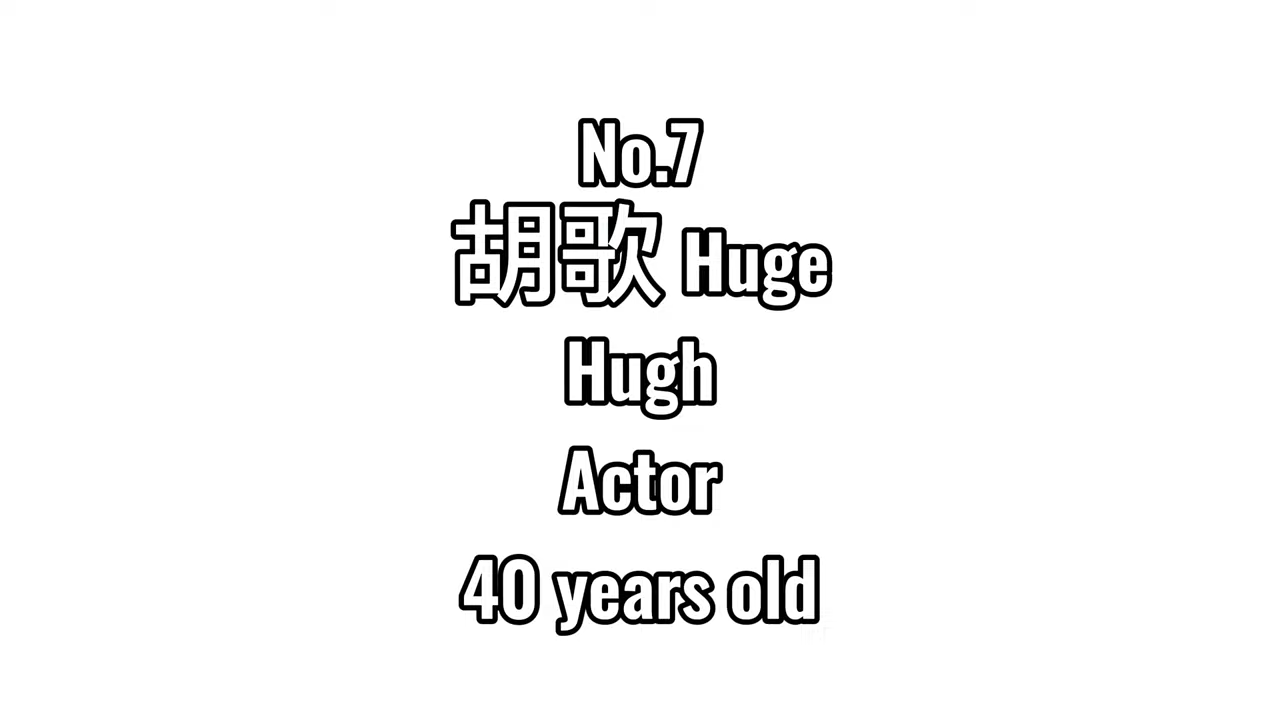 No.7
胡歌 Huge
Hugh
Actor
40 years old